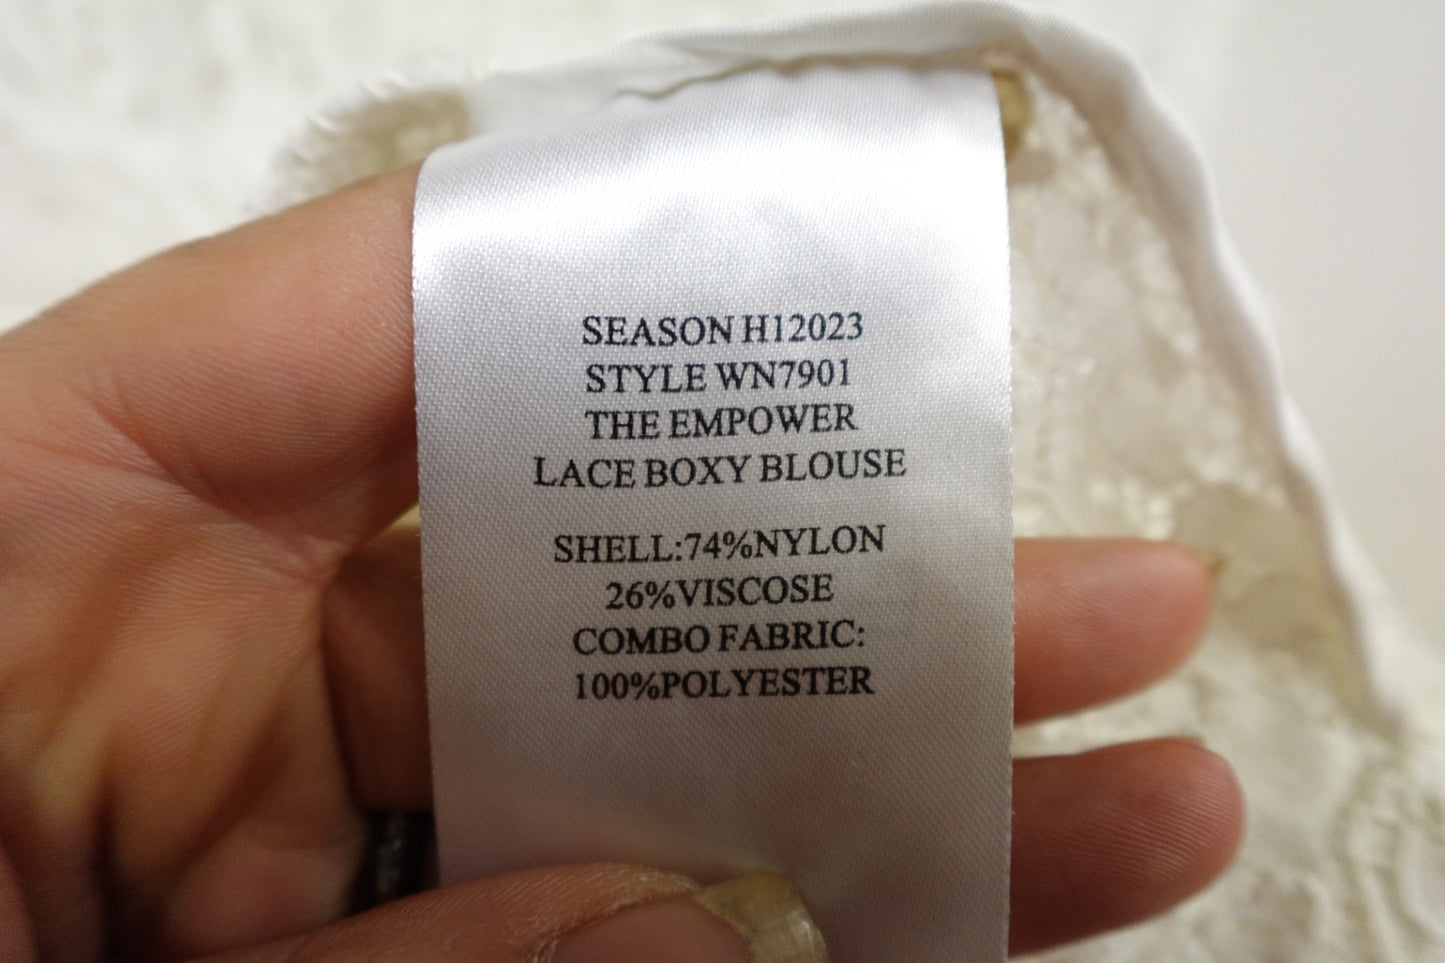 SEASON H12023
STYLE WN7901
THE EMPOWER
LACE BOXY BLOUSE
SHELL:74%NYLON
26%VISCOSE
COMBO FABRIC:
100%POLYESTER